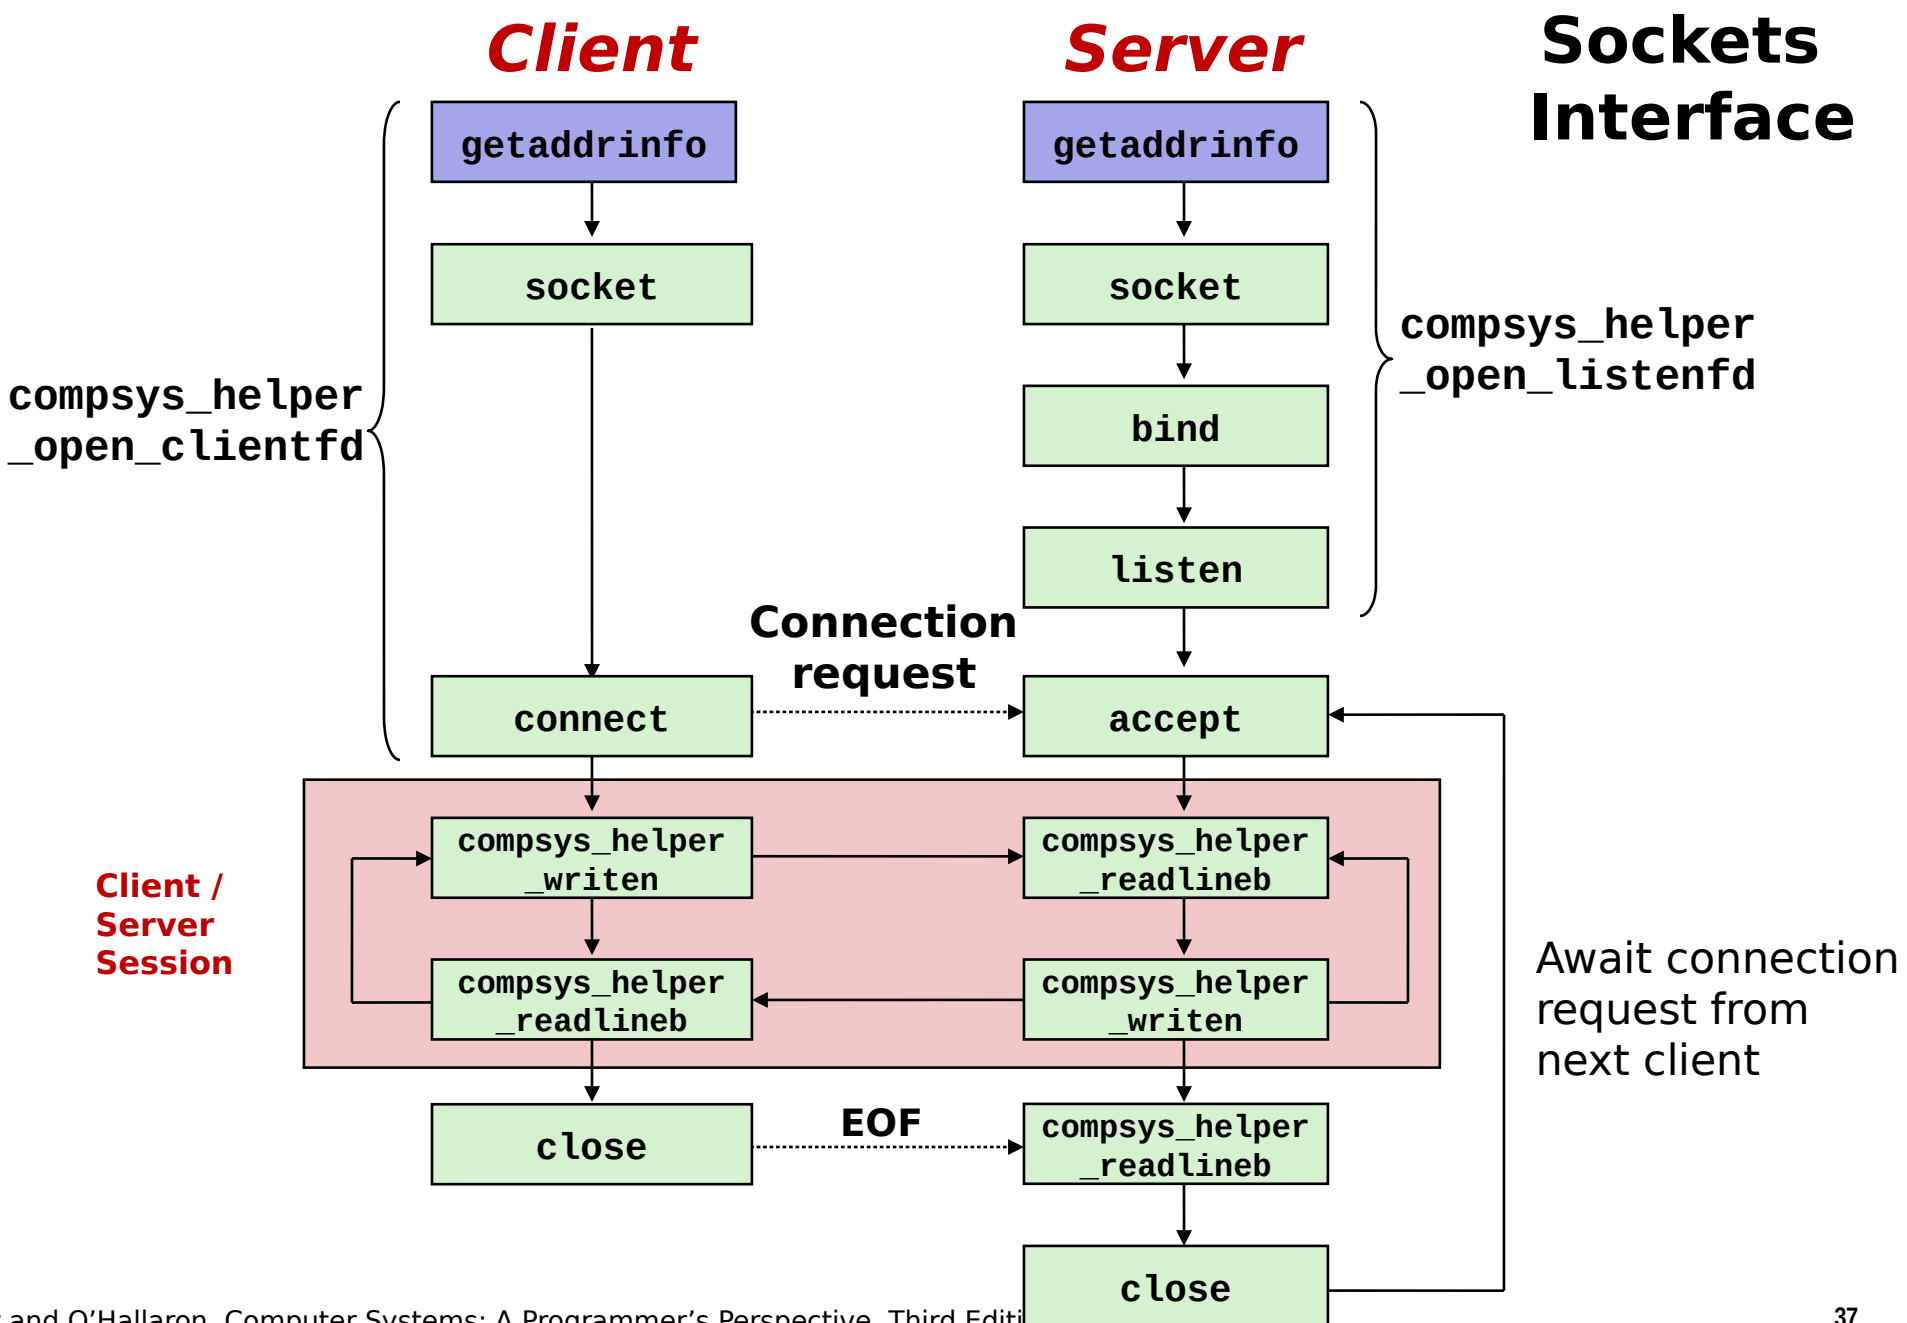 Client
Server
Sockets
Interface
getaddrinfo
getaddrinfo
socket
socket
compsys_helper
_open_listenfd
compsys_helper
_open_clientfd
bind
listen
Connection
request
connect
accept
compsys_helper
_writen
compsys_helper
_readlineb
Client /
Server
Session
compsys_helper
_readlineb
compsys_helper
_writen
Await connection
request from
next client
close
EOF
compsys_helper
_readlineb
close
and O'Hallaron, Computer Systems: A Programmer's Perspective, Third
37